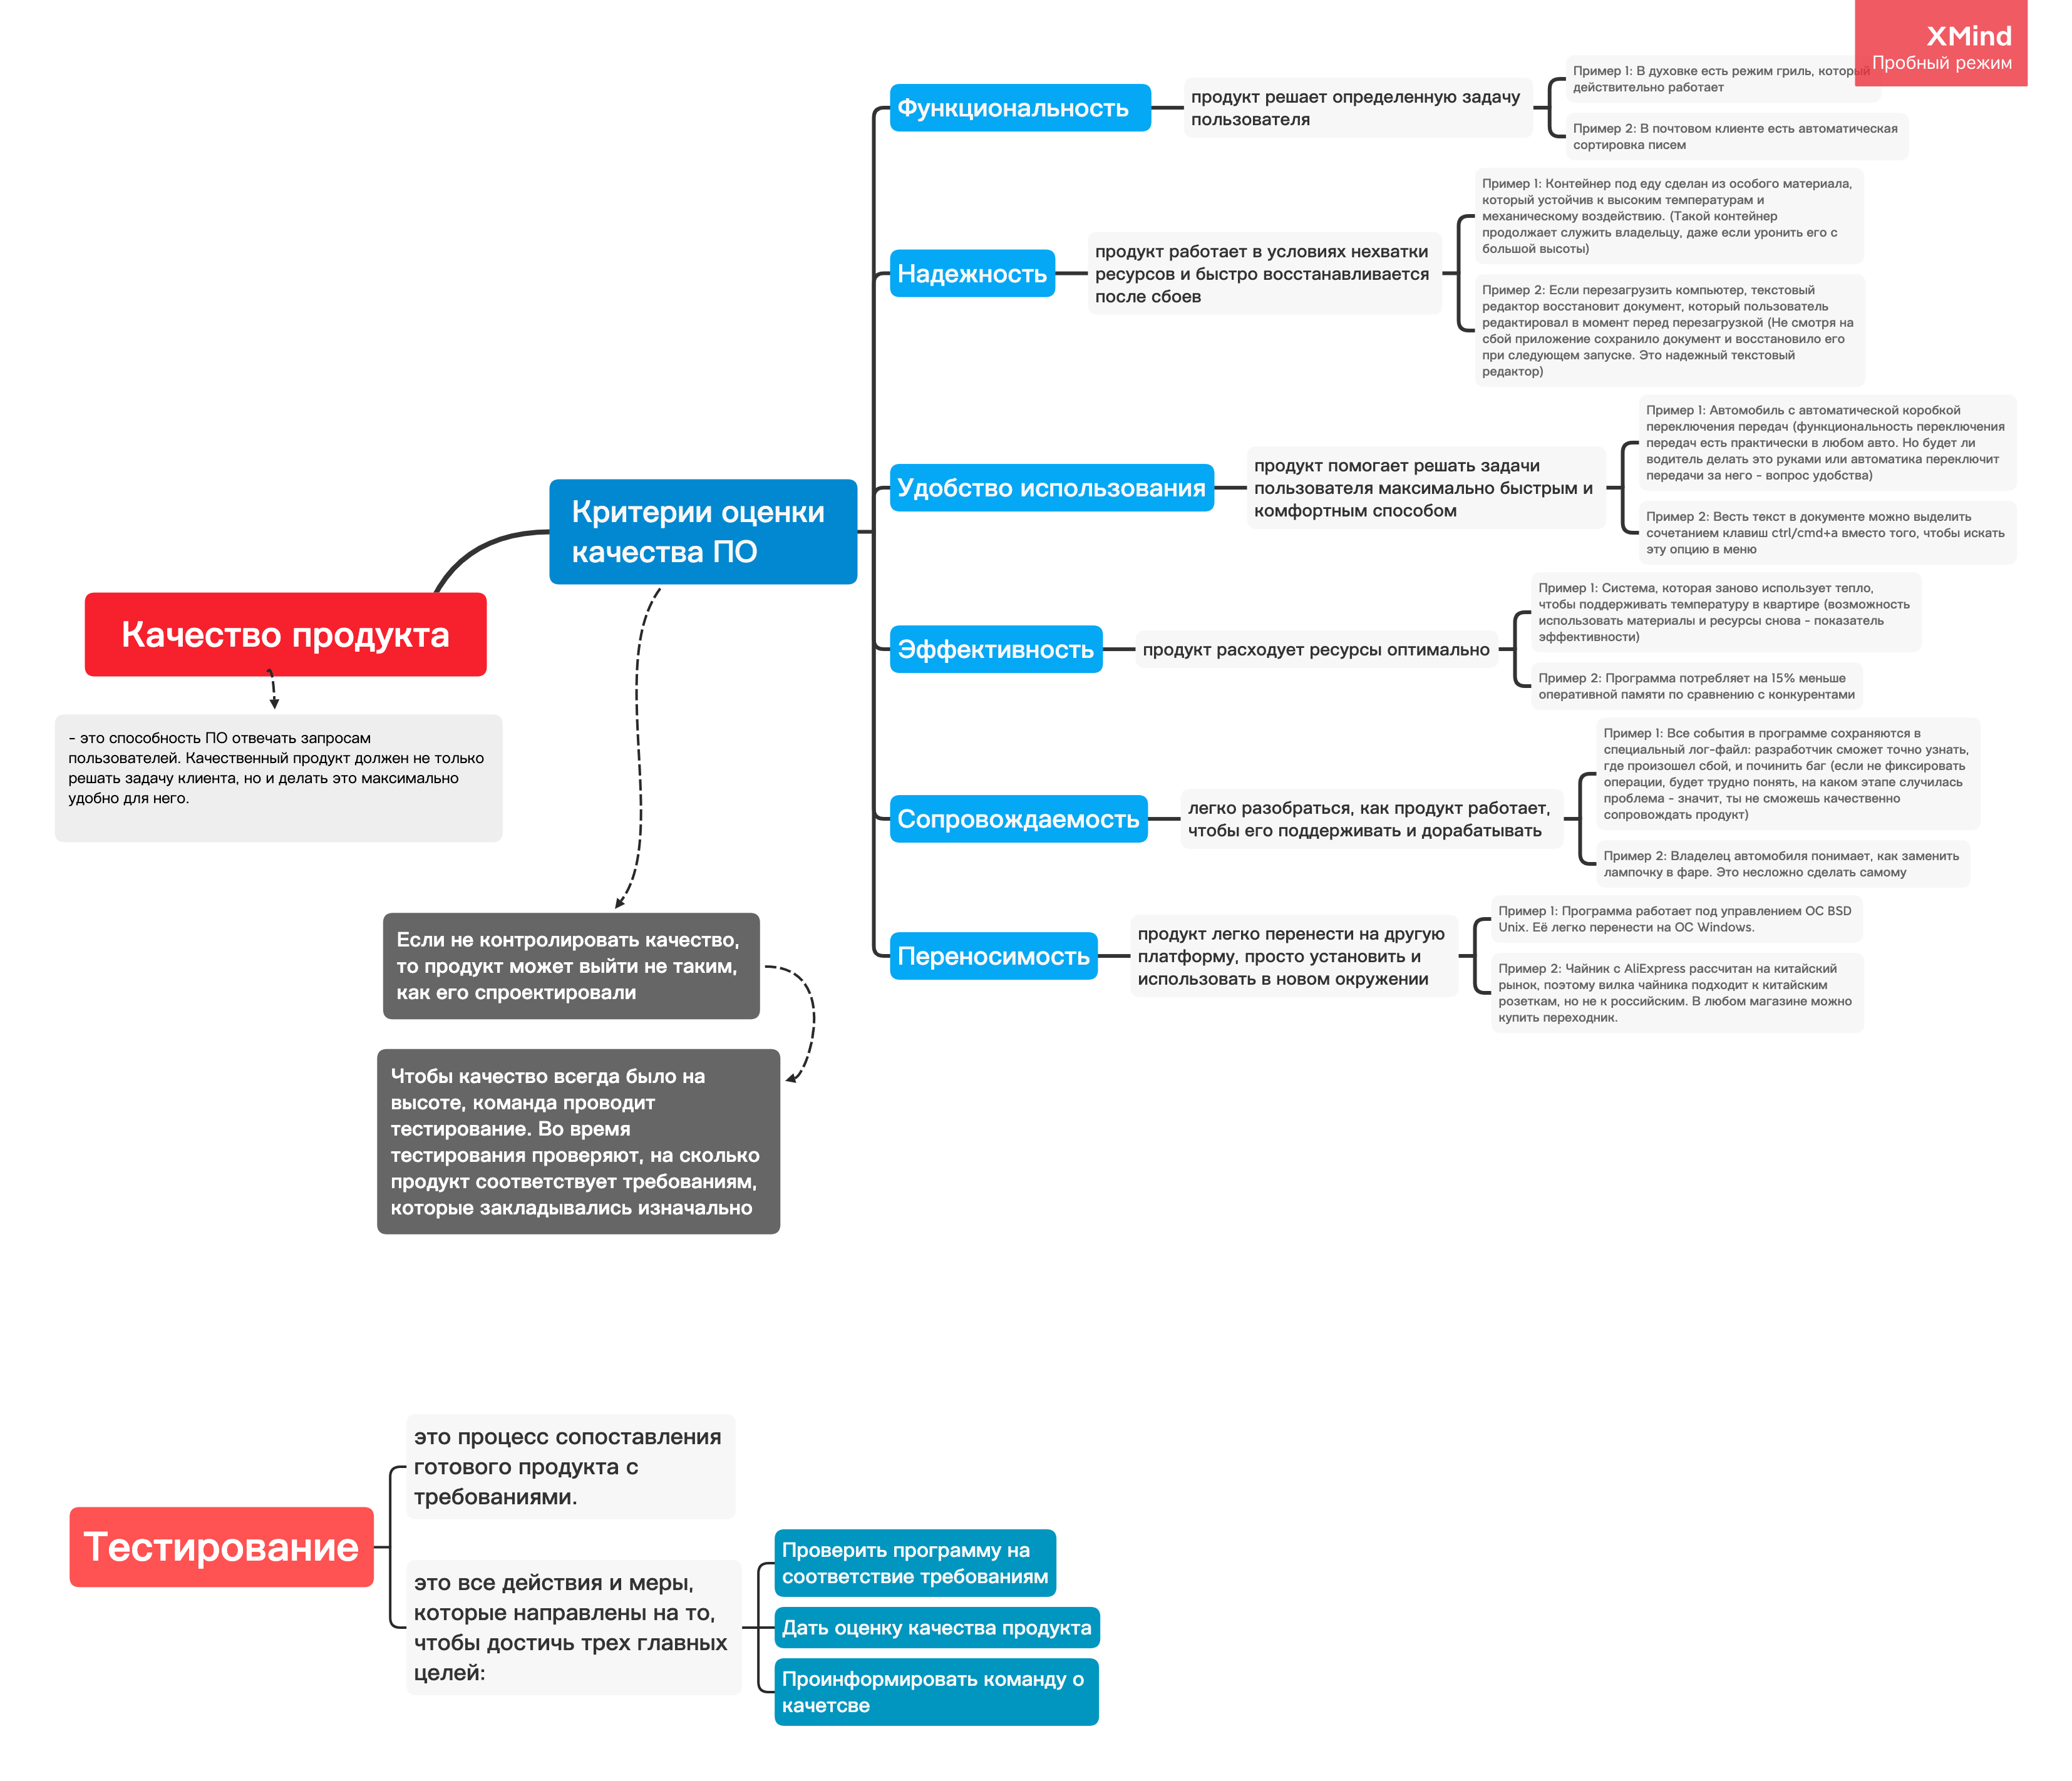 XMind
Пробный режим
Качество продукта
- это способность ПО отвечать запросам
пользователей. Качественный продукт должен не только
решать задачу клиента, но и делать это максимально
удобно для него.
Критерии оценки
качества ПО
Функциональность
продукт решает определенную задачу
пользователя
Пример 1: В духовке есть режим гриль, который
действительно работает
Пример 2: В почтовом клиенте есть автоматическая
сортировка писем
Надежность
продукт работает в условиях нехватки
ресурсов и быстро восстанавливается
после сбоев
Пример 1: Контейнер под еду сделан из особого материала,
который устойчив к высоким температурам и
механическому воздействию. (Такой контейнер
продолжает служить владельцу, даже если уронить его с
большой высоты)
Пример 2: Если перезагрузить компьютер, текстовый
редактор восстановит документ, который пользователь
редактировал в момент перед перезагрузкой (Не смотря на
сбой приложение сохранило документ и восстановило его
при следующем запуске. Это надежный текстовый
редактор)
Удобство использования
продукт помогает решать задачи
пользователя максимально быстрым и
комфортным способом
Пример 1: Автомобиль с автоматической коробкой
переключения передач (функциональность переключения
передач есть практически в любом авто. Но будет ли
водитель делать это руками или автоматика переключит
передачи за него - вопрос удобства)
Пример 2: Весть текст в документе можно выделить
сочетанием клавиш ctrl/cmd+a вместо того, чтобы искать
эту опцию в меню
Эффективность
продукт расходует ресурсы оптимально
Пример 1: Система, которая заново использует тепло,
чтобы поддерживать температуру в квартире (возможность
использовать материалы и ресурсы снова - показатель
эффективности)
Пример 2: Программа потребляет на 15% меньше
оперативной памяти по сравнению с конкурентами
Сопровождаемость
легко разобраться, как продукт работает,
чтобы его поддерживать и дорабатывать
Пример 1: Все события в программе сохраняются в
специальный лог-файл: разработчик сможет точно узнать,
где произошел сбой, и починить баг (если не фиксировать
операции, будет трудно понять, на каком этапе случилась
проблема - значит, ты не сможешь качественно
сопровождать продукт)
Пример 2: Владелец автомобиля понимает, как заменить
лампочку в фаре. Это несложно сделать самому
Переносимость
продукт легко перенести на другую
платформу, просто установить и
использовать в новом окружении
Пример 1: Программа работает под управлением ОС BSD
Unix. Её легко перенести на ОС Windows.
Пример 2: Чайник с AliExpress рассчитан на китайский
рынок, поэтому вилка чайника подходит к китайским
розеткам, но не к российским. В любом магазине можно
купить переходник.
Если не контролировать качество,
то продукт может выйти не таким,
как его спроектировали
Чтобы качество всегда было на
высоте, команда проводит
тестирование. Во время
тестирования проверяют, на сколько
продукт соответствует требованиям,
которые закладывались изначально
Тестирование
это процесс сопоставления
готового продукта с
требованиями.
это все действия и меры,
которые направлены на то,
чтобы достичь трех главных
целей:
Проверить программу на
соответствие требованиям
Дать оценку качества продукта
Проинформировать команду о
качетсве